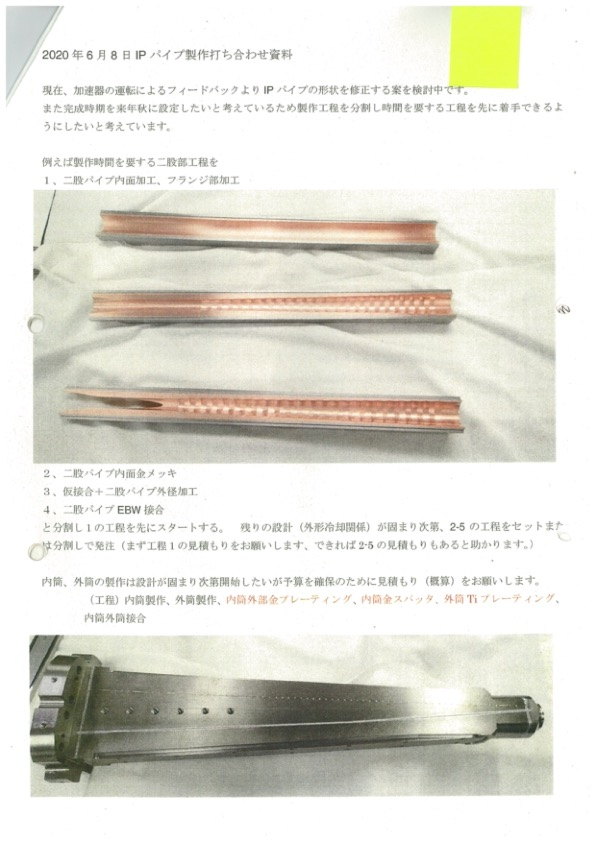 2020 年 6 月 8 日 IP パイプ製作打ち合わせ資料
現在、加速器の運転によるフィードバックより IP パイプの形状を修正する案を検討中です。
また完成時期を来年秋に設定したいと考えているため製作工程を分割し時間を要する工程を先に着手できるよ
うにしたいと考えています。
例えば製作時間を要する二股部工程を
1、二股パイプ内面加工、フランジ部加工
2、二股パイプ内面金メッキ
3、仮接合＋二股パイプ外径加工
4、二股パイプ EBW 接合
と分割し 1 の工程を先にスタートする。 残りの設計（外形冷却関係）が固まり次第、2-5 の工程をセットまた
は分割で発注（まず工程 1 の見積もりをお願いします、できれば 2-5 の見積もりもあると助かります。）
内筒、外筒の製作は設計が固まり次第開始したいが予算を確保のために見積もり（概算）をお願いします。
（工程）内筒製作、外筒製作、内筒外部金プレーティング、内筒金スパッタ、外筒 Ti プレーティング、
内筒外筒接合